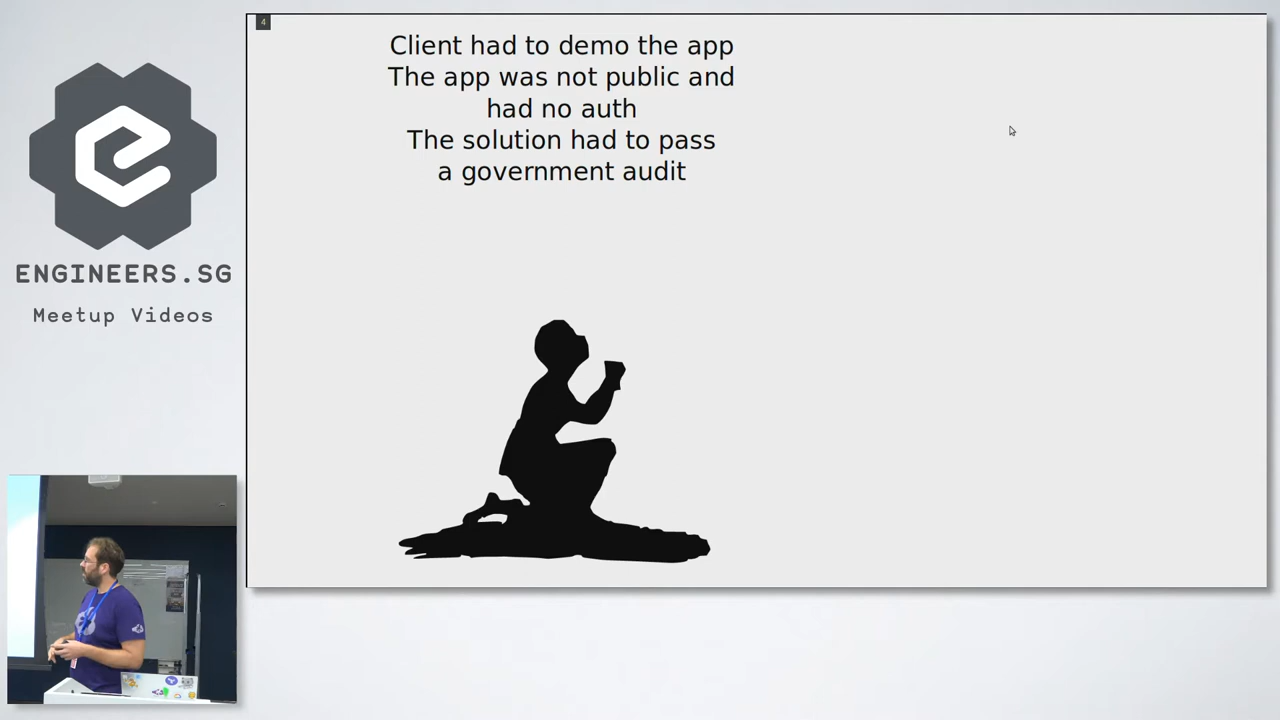 4
Client had to demo the app
The app was not public and
had no auth
The solution had to pass
a government audit
ENGINEERS.SG
Meetup Videos